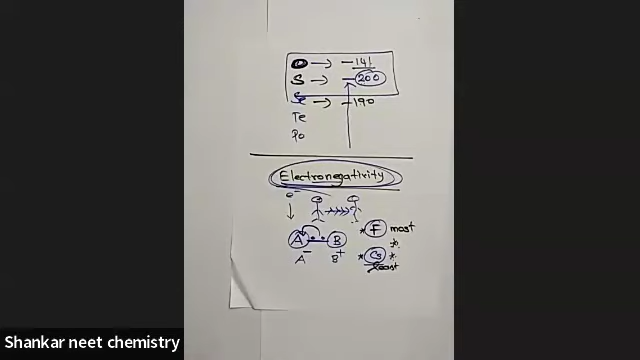 O → -141
S → -200
Se → -190
Te
Po
Electronegativity
e⁻
A B * F most
A⁻ B⁺ * Cs *
least
Shankar neet chemistry